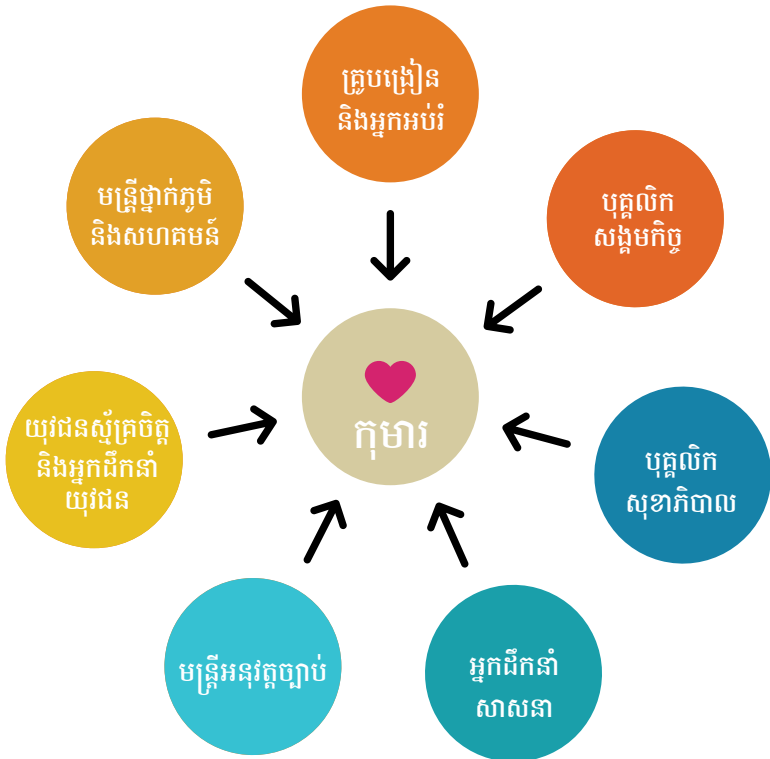 គ្រូបង្រៀន
និងអ្នកអប់រំ
មន្ត្រីថ្នាក់ភូមិ
និងសហគមន៍
បុគ្គលិក
សង្គមកិច្ច
កុមារ
យុវជនស្ម័គ្រចិត្ត
និងអ្នកដឹកនាំ
យុវជន
បុគ្គលិក
សុខាភិបាល
មន្ត្រីអនុវត្តច្បាប់
អ្នកដឹកនាំ
សាសនា